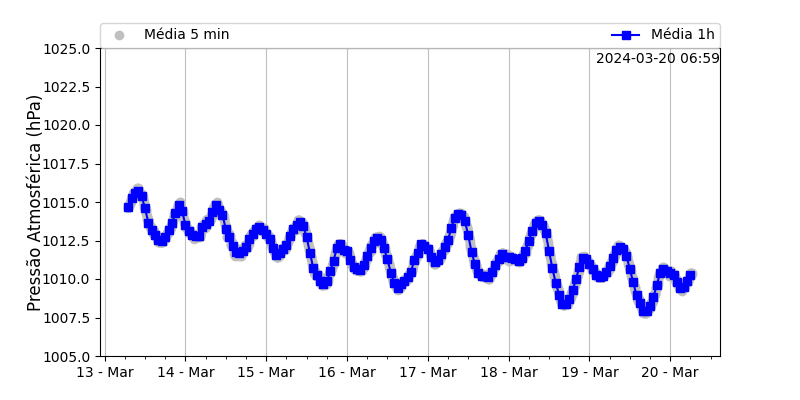 Média 5 min
Média 1h
2024-03-20 06:59
Pressão Atmosférica (hPa)
1025.0
1022.5
1020.0
1017.5
1015.0
1012.5
1010.0
1007.5
1005.0
13 - Mar
14 - Mar
15 - Mar
16 - Mar
17 - Mar
18 - Mar
19 - Mar
20 - Mar